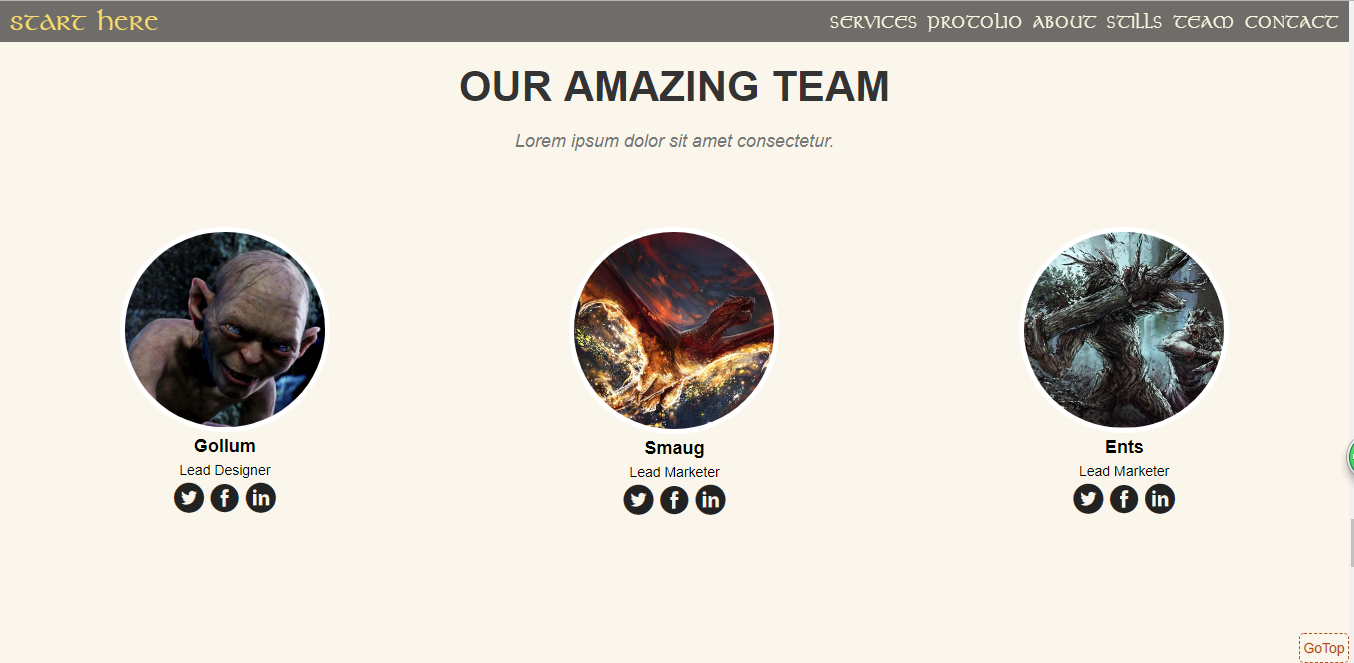 START HERE
SERVICES PROTOLIO ABOUT STILLS TEAM CONTACT
OUR AMAZING TEAM
Lorem ipsum dolor sit amet consectetur.
Gollum
Lead Designer
Smaug
Lead Marketer
Ents
Lead Marketer
GoTop